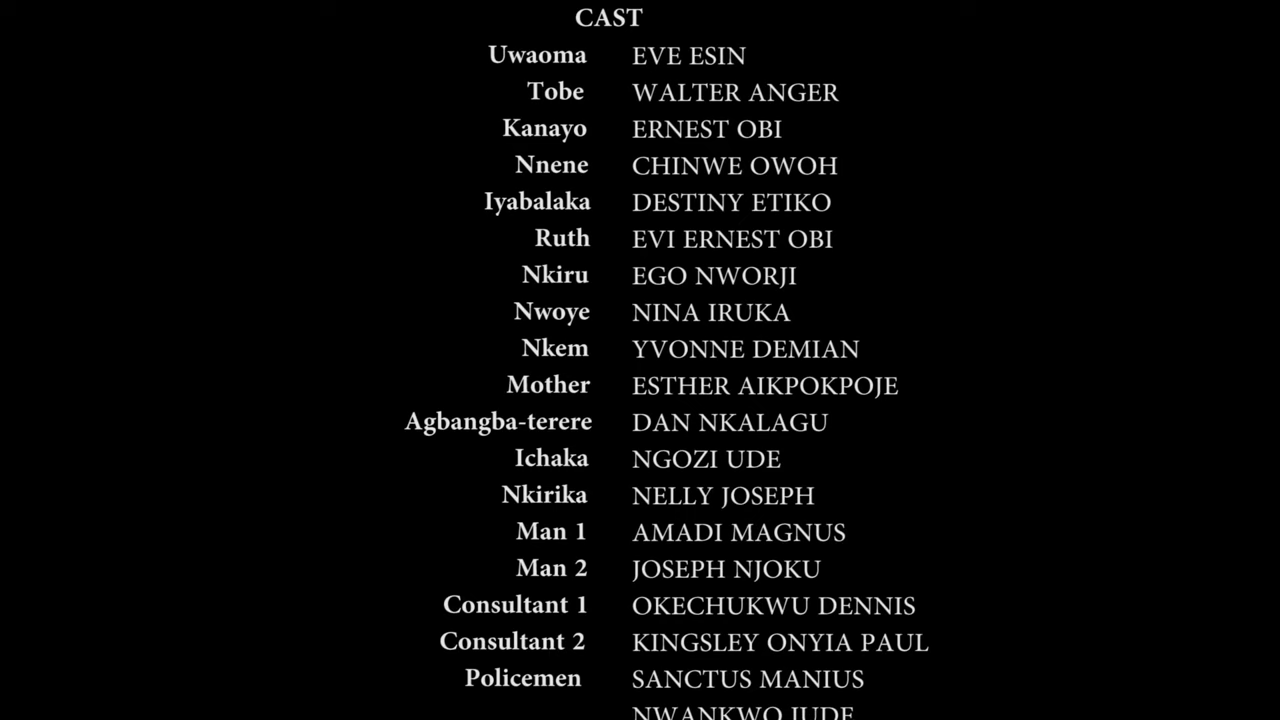 CAST
Uwaoma EVE ESIN
Tobe WALTER ANGER
Kanayo ERNEST OBI
Nnene CHINWE OWOH
Iyabalaka DESTINY ETIKO
Ruth EVI ERNEST OBI
Nkiru EGO NWORJI
Nwoye NINA IRUKA
Nkem YVONNE DEMIAN
Mother ESTHER AIKPOKPOJE
Agbangba-terere DAN NKALAGU
Ichaka NGOZI UDE
Nkirika NELLY JOSEPH
Man 1 AMADI MAGNUS
Man 2 JOSEPH NJOKU
Consultant 1 OKECHUKWU DENNIS
Consultant 2 KINGSLEY ONYIA PAUL
Policemen SANCTUS MANIUS
NWANKWO JUDE